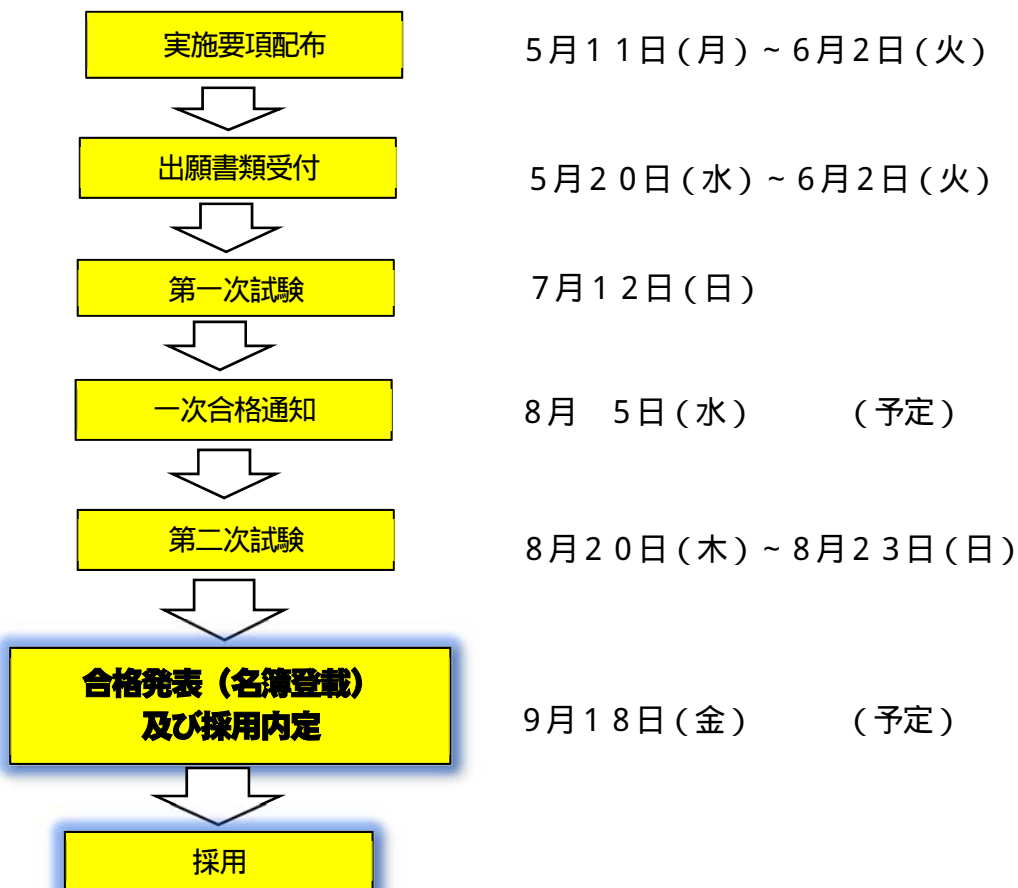 実施要項配布 5月11日(月)~6月2日(火)
出願書類受付 5月20日(水)~6月2日(火)
第一次試験 7月12日(日)
一次合格通知 8月 5日(水) (予定)
第二次試験 8月20日(木)~8月23日(日)
合格発表(名簿登載)
及び採用内定 9月18日(金) (予定)
採用